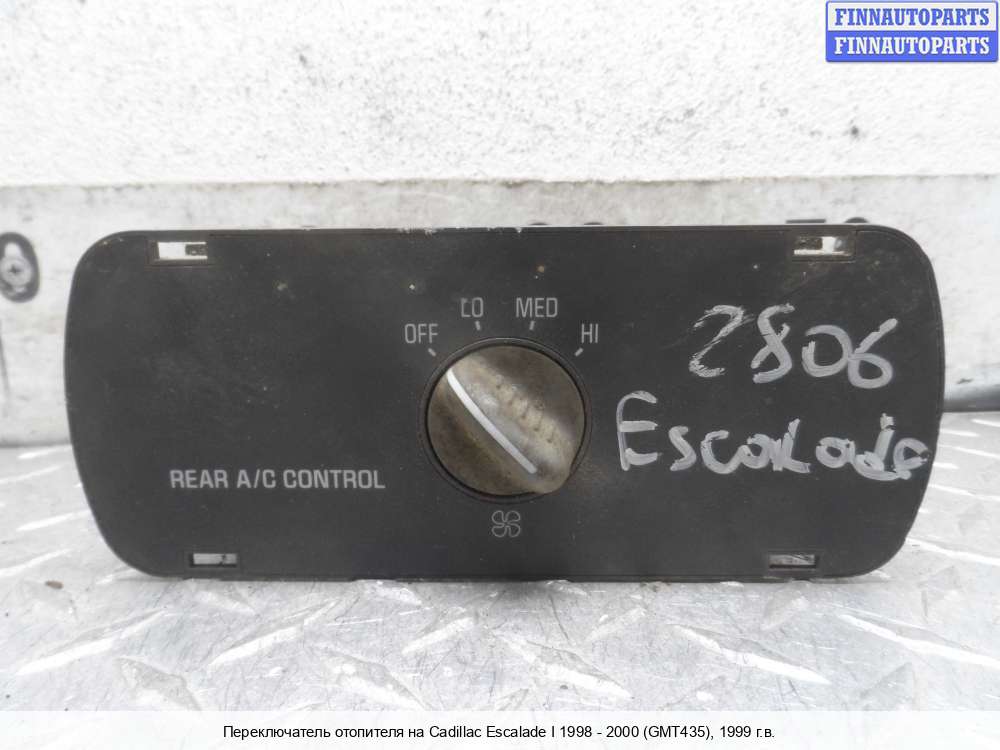 FINNAUTOPARTS
FINNAUTOPARTS
OFF LO MED HI
2806
Escalade
REAR A/C CONTROL
Переключатель отопителя на Cadillac Escalade I 1998 - 2000 (GMT435), 1999 г.в.